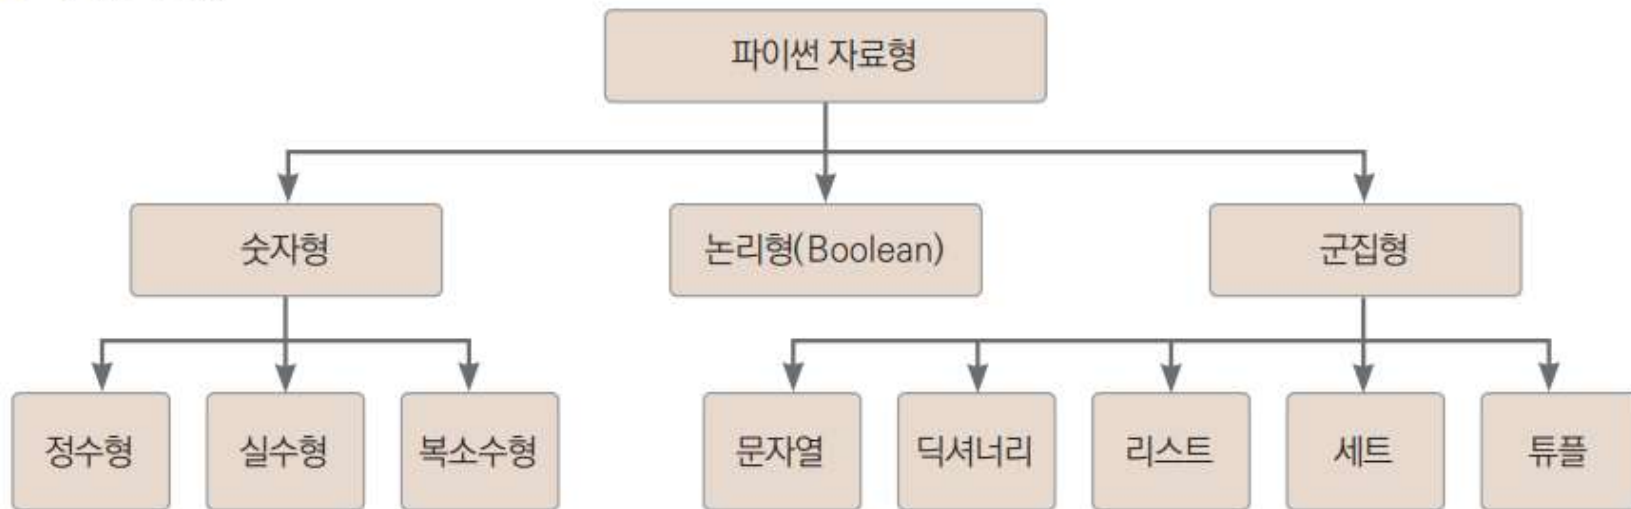 파이썬 자료형
숫자형
논리형(Boolean)
군집형
정수형
실수형
복소수형
문자열
딕셔너리
리스트
세트
튜플